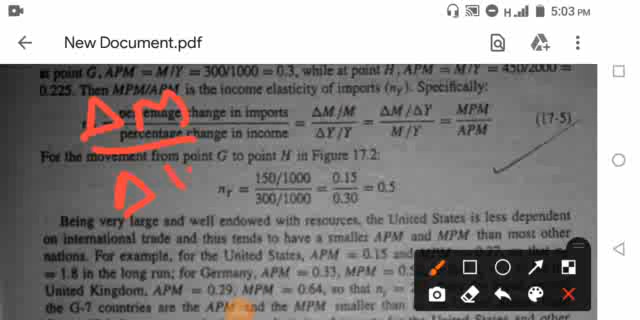 H 5:03 PM
New Document.pdf
at point G, APM = M/Y = 300/1000 = 0.3, while at point H, APM = M/Y = 450/2000 =
0.225. Then MPM/APM is the income elasticity of imports (nY). Specifically:
percentage change in imports / percentage change in income = ΔM/M / ΔY/Y = ΔM/ΔY / M/Y = MPM / APM (17-5)
ΔM
Δ
For the movement from point G to point H in Figure 17.2:
nY = 150/1000 / 300/1000 = 0.15 / 0.30 = 0.5
Being very large and well endowed with resources, the United States is less dependent
on international trade and thus tends to have a smaller APM and MPM than most other
nations. For example, for the United States, APM = 0.15 and
= 1.8 in the long run; for Germany, APM = 0.33, MPM =
United Kingdom, APM = 0.29, MPM = 0.64, so that
the G-7 countries are the APM and the MPM smaller than